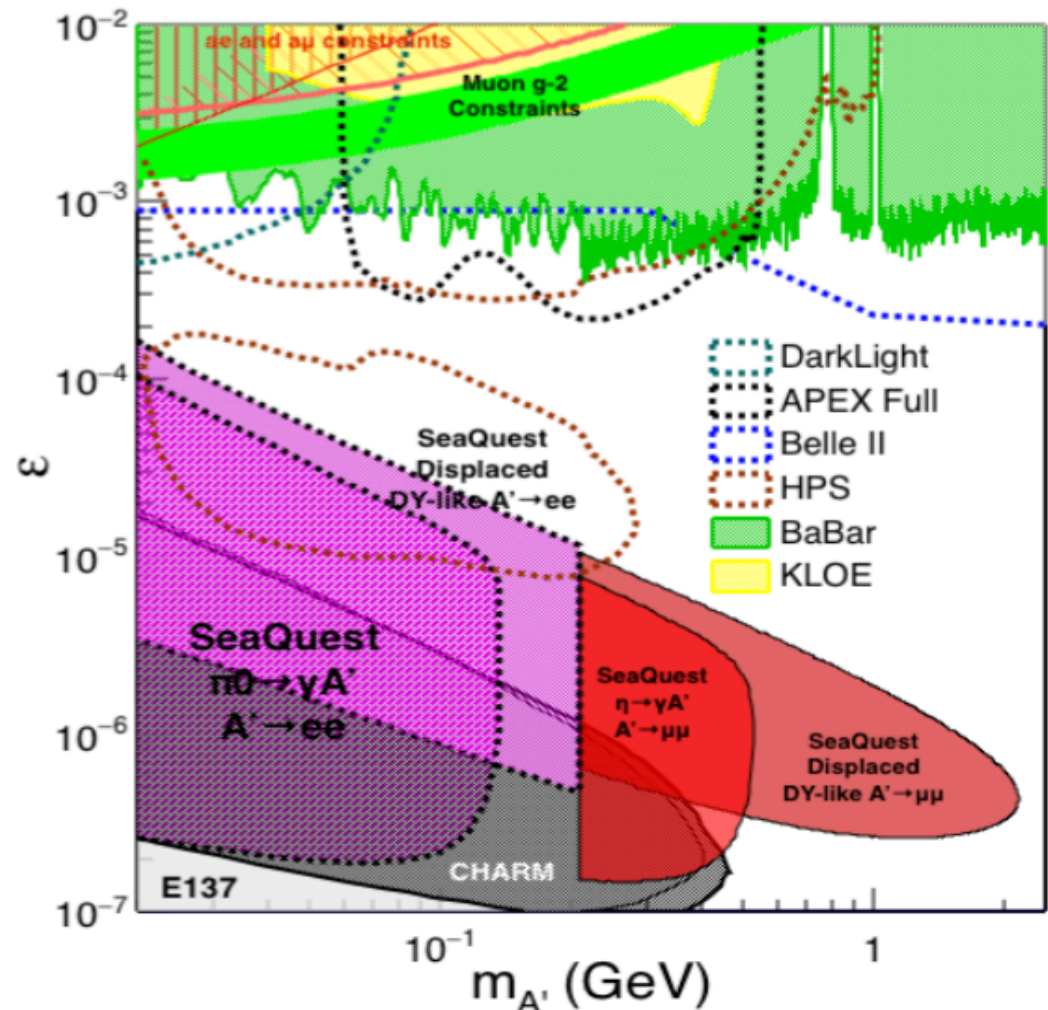 10⁻²
ae and aμ constraints
Muon g-2
Constraints
10⁻³
DarkLight
APEX Full
Belle II
HPS
BaBar
KLOE
10⁻⁴
SeaQuest
Displaced
DY-like A'→ee
ε
10⁻⁵
SeaQuest
π0→γA'
A'→ee
SeaQuest
η→γA'
A'→μμ
10⁻⁶
SeaQuest
Displaced
DY-like A'→μμ
CHARM
E137
10⁻⁷
10⁻¹
1
m_A' (GeV)